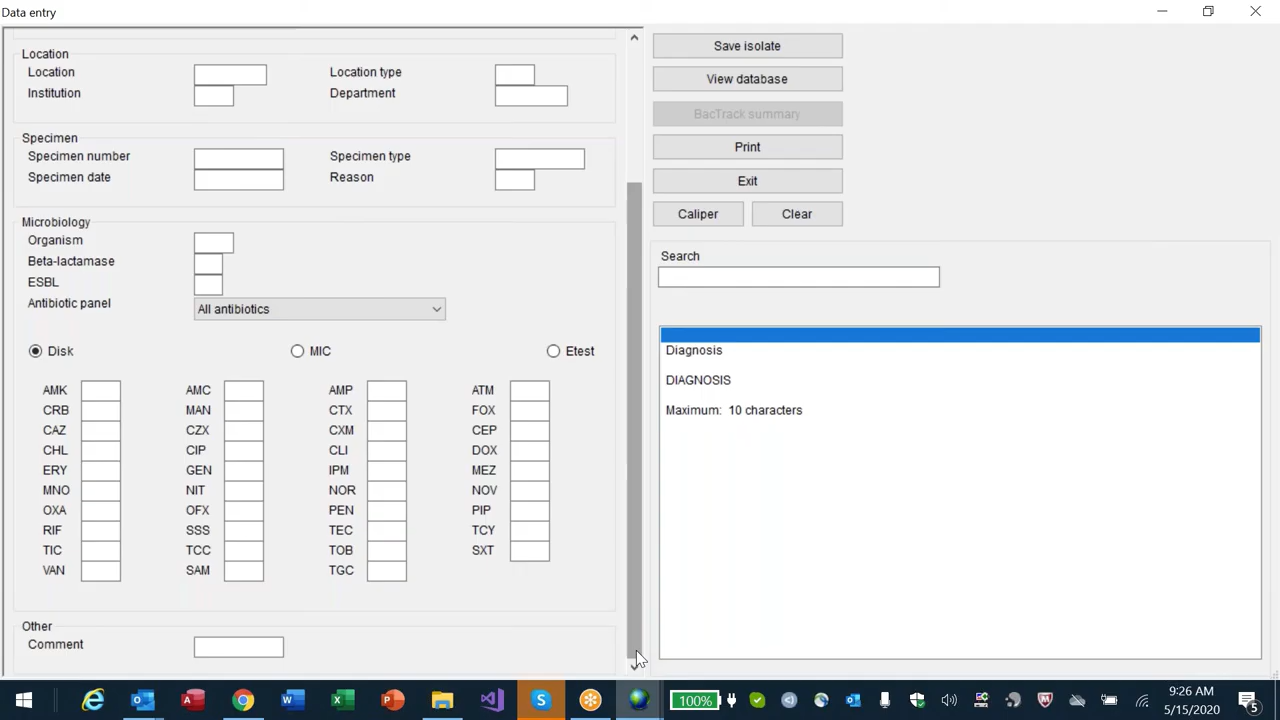 Data entry
Location
Location Location type
Institution Department
Specimen
Specimen number Specimen type
Specimen date Reason
Microbiology
Organism
Beta-lactamase
ESBL
Antibiotic panel All antibiotics
Disk MIC Etest
AMK AMC AMP ATM
CRB MAN CTX FOX
CAZ CZX CXM CEP
CHL CIP CLI DOX
ERY GEN IPM MEZ
MNO NIT NOR NOV
OXA OFX PEN PIP
RIF SSS TEC TCY
TIC TCC TOB SXT
VAN SAM TGC
Other
Comment
Save isolate
View database
BacTrack summary
Print
Exit
Caliper Clear
Search
Diagnosis
DIAGNOSIS
Maximum: 10 characters
100%
9:26 AM
5/15/2020
5